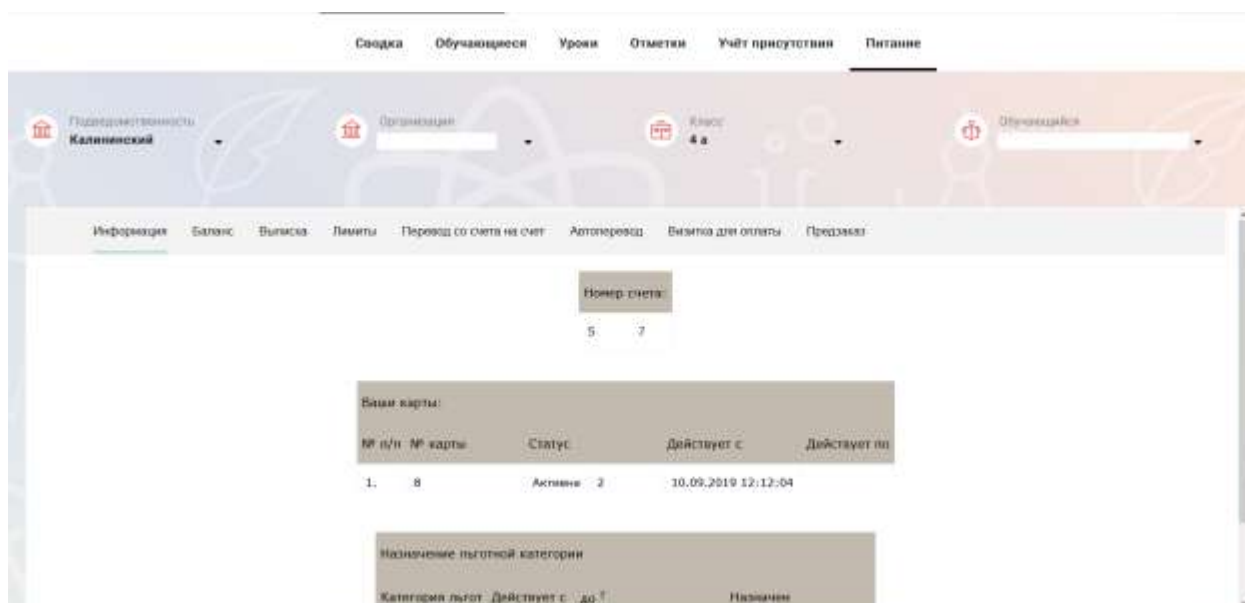 Сводка Обучающиеся Уроки Отметки Учёт присутствия Питание
Подведомственность Организация Класс Обучающийся
Калининский 4 а
Информация Баланс Выписка Лимиты Перевод со счета на счет Автоперевод Визитка для оплаты Предзаказ
Номер счета:
5 7
Ваши карты:
№ п/п № карты Статус Действует с Действует по
1. 8 Активна 2 10.09.2019 12:12:04
Назначение льготной категории
Категория льгот Действует с до Назначен